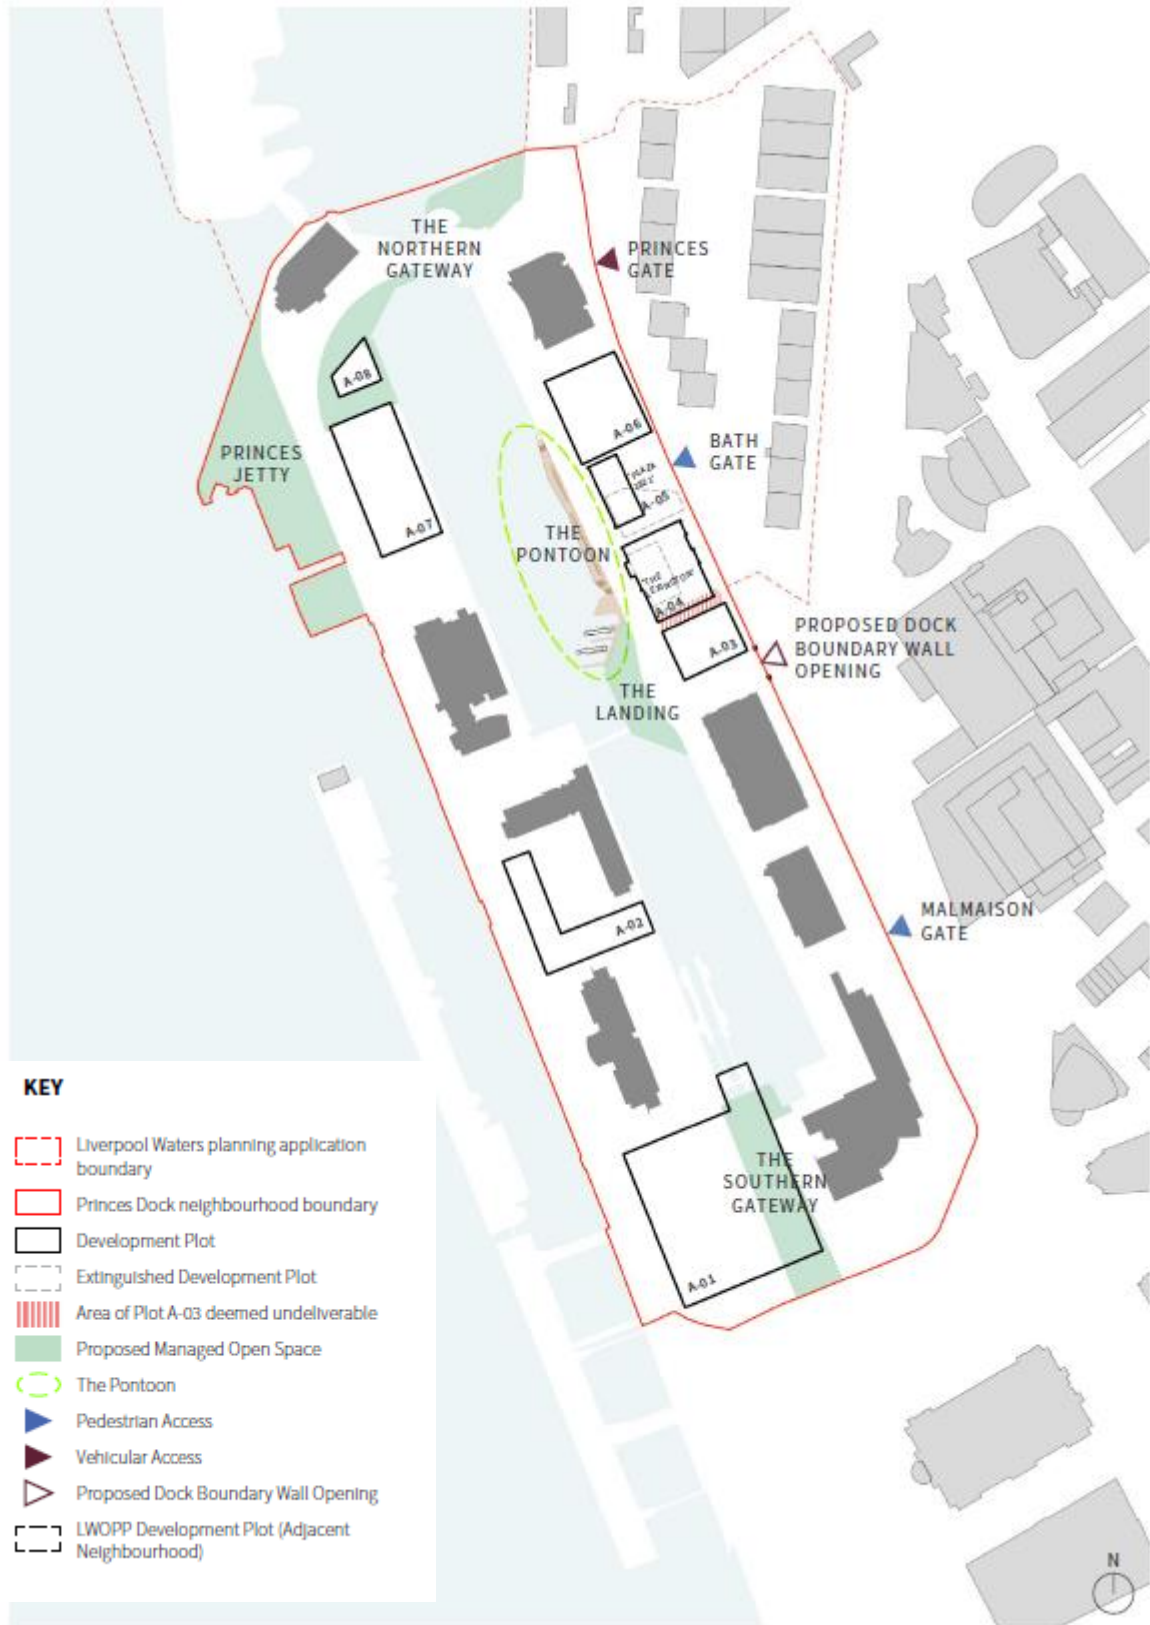 THE
NORTHERN
GATEWAY
PRINCES
GATE
A-08
A-06
PRINCES
JETTY
BATH
GATE
A-07
A-05
THE
PONTOON
A-04
A-03
PROPOSED DOCK
BOUNDARY WALL
OPENING
THE
LANDING
A-02
MALMAISON
GATE
THE
SOUTHERN
GATEWAY
A-01
KEY
Liverpool Waters planning application
boundary
Princes Dock neighbourhood boundary
Development Plot
Extinguished Development Plot
Area of Plot A-03 deemed undeliverable
Proposed Managed Open Space
The Pontoon
Pedestrian Access
Vehicular Access
Proposed Dock Boundary Wall Opening
LWOPP Development Plot (Adjacent
Neighbourhood)
N